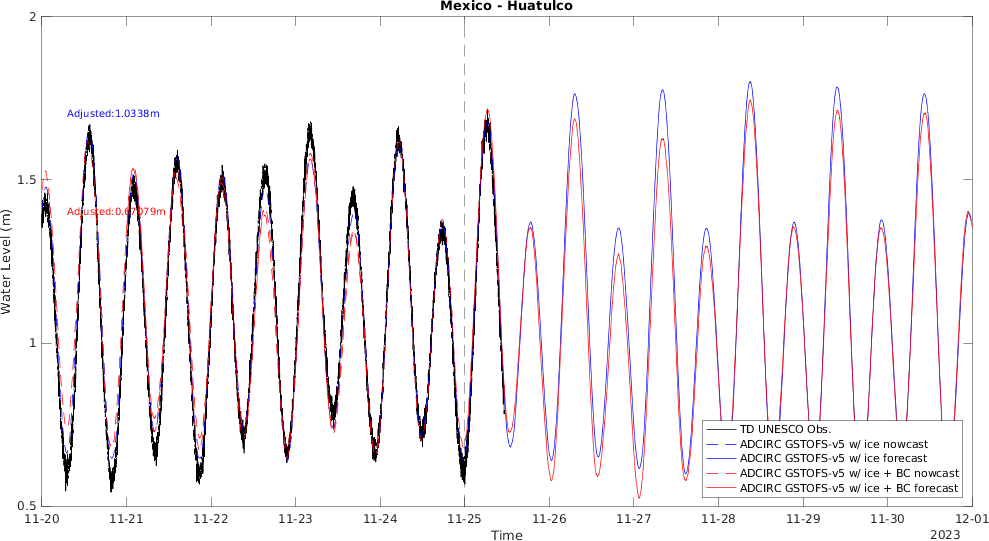 Mexico - Huatulco
2
1.5
1
0.5
Water Level (m)
Adjusted:1.0338m
Adjusted:0.67079m
TD UNESCO Obs.
ADCIRC GSTOFS-v5 w/ ice nowcast
ADCIRC GSTOFS-v5 w/ ice forecast
ADCIRC GSTOFS-v5 w/ ice + BC nowcast
ADCIRC GSTOFS-v5 w/ ice + BC forecast
11-20 11-21 11-22 11-23 11-24 11-25 11-26 11-27 11-28 11-29 11-30 12-01
Time
2023